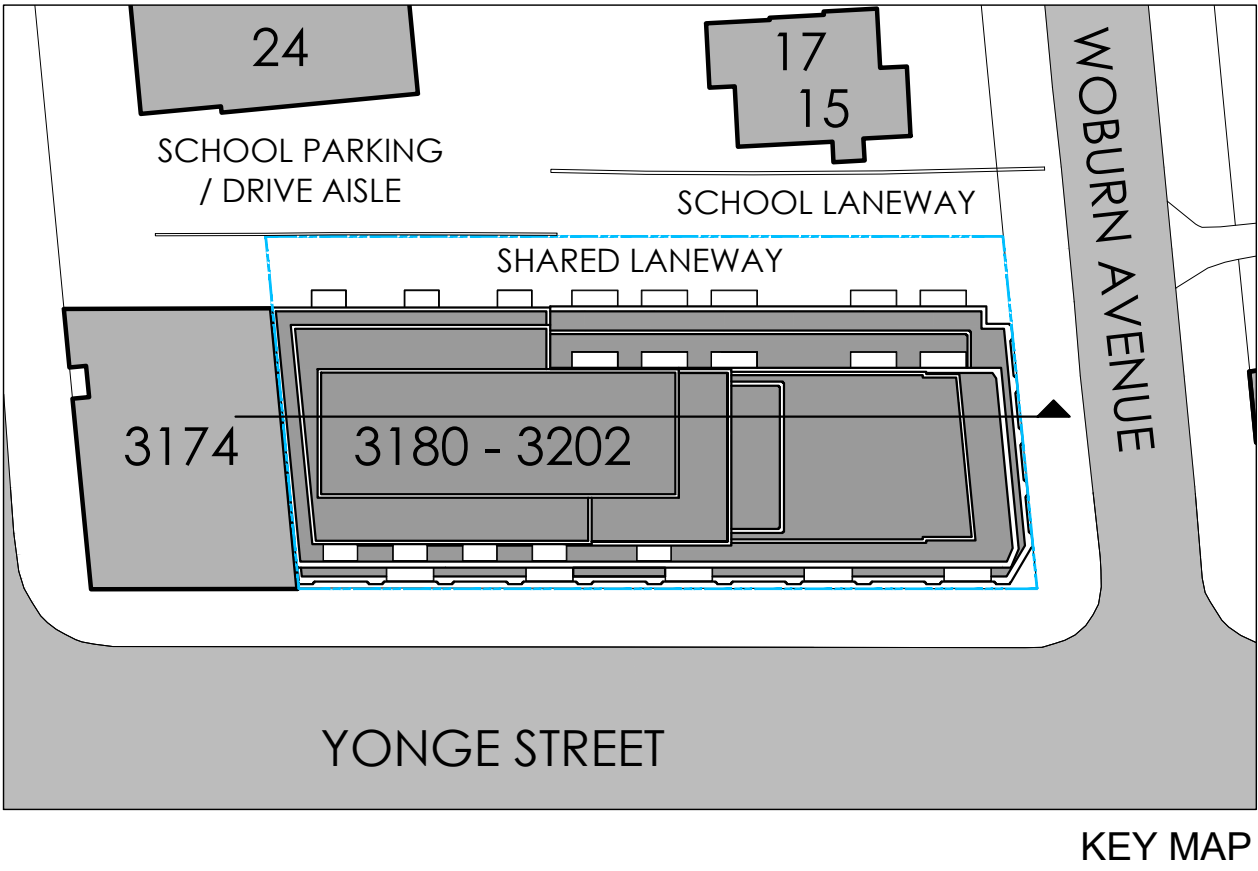 24
17
15
WOBURN AVENUE
SCHOOL PARKING
/ DRIVE AISLE
SCHOOL LANEWAY
SHARED LANEWAY
3174
3180 - 3202
YONGE STREET
KEY MAP